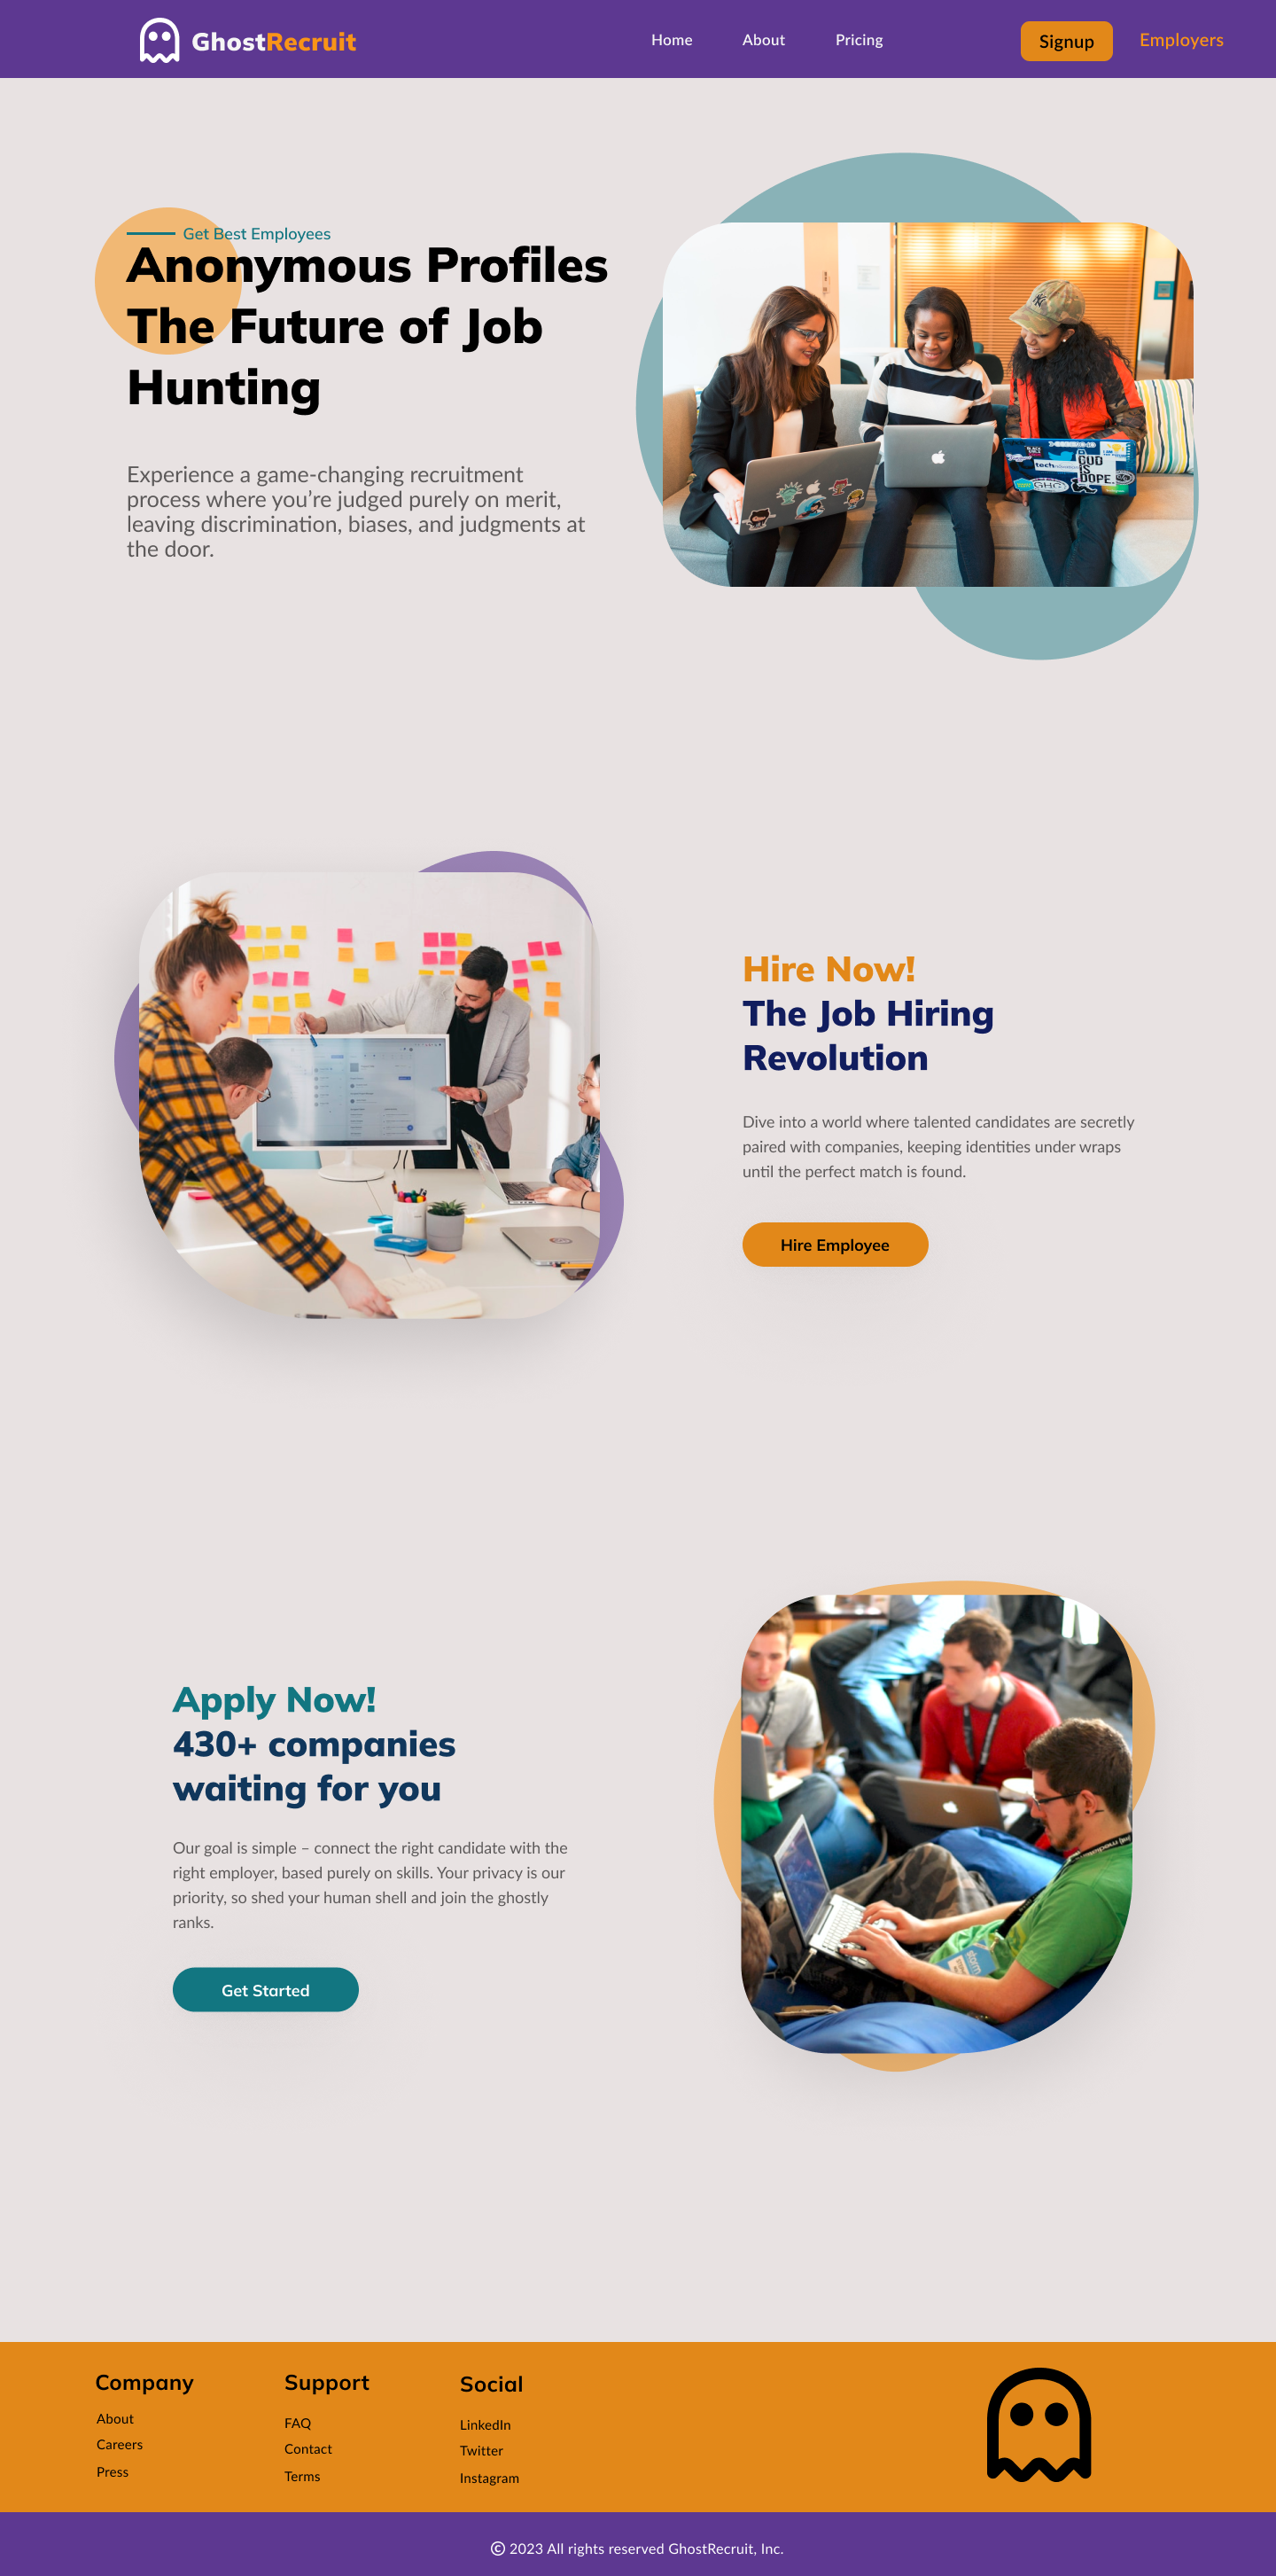 GhostRecruit
Home
About
Pricing
Signup
Employers
Get Best Employees
Anonymous Profiles
The Future of Job
Hunting
Experience a game-changing recruitment
process where you’re judged purely on merit,
leaving discrimination, biases, and judgments at
the door.
tech
GUD
IS
DOPE.
GHC
Hire Now!
The Job Hiring
Revolution
Dive into a world where talented candidates are secretly
paired with companies, keeping identities under wraps
until the perfect match is found.
Hire Employee
Apply Now!
430+ companies
waiting for you
Our goal is simple – connect the right candidate with the
right employer, based purely on skills. Your privacy is our
priority, so shed your human shell and join the ghostly
ranks.
Get Started
storm
Company
About
Careers
Press
Support
FAQ
Contact
Terms
Social
LinkedIn
Twitter
Instagram
© 2023 All rights reserved GhostRecruit, Inc.